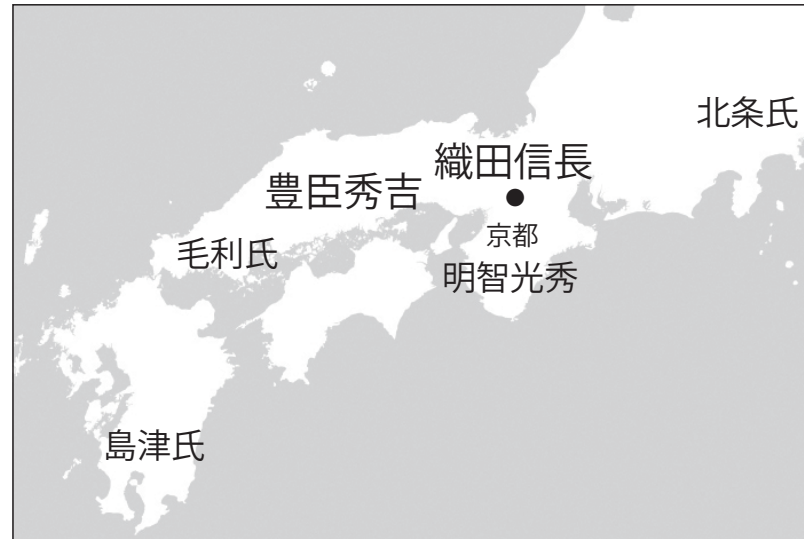 北条氏
織田信長
豊臣秀吉
京都
毛利氏
明智光秀
島津氏